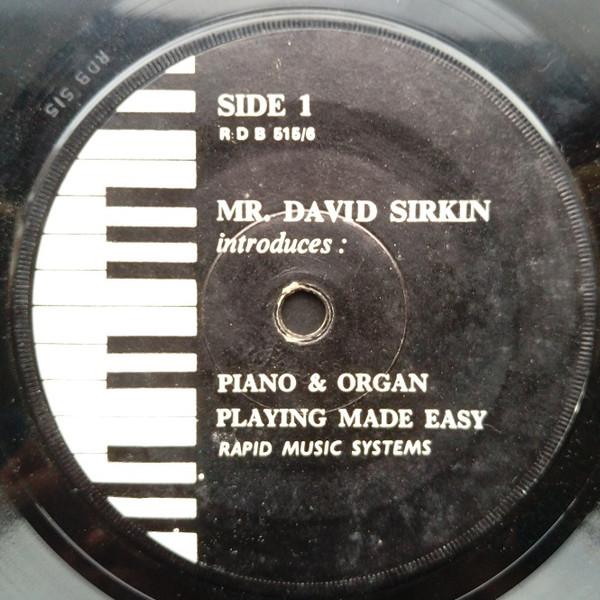 SIDE 1
R D B 515/6
MR. DAVID SIRKIN
introduces :
PIANO & ORGAN
PLAYING MADE EASY
RAPID MUSIC SYSTEMS
RDB 515